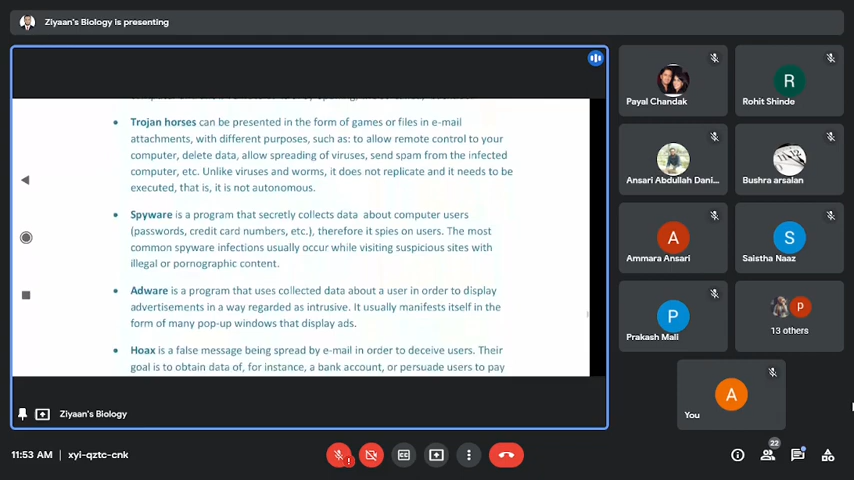 Ziyaan's Biology is presenting
Trojan horses can be presented in the form of games or files in e-mail
attachments, with different purposes, such as: to allow remote control to your
computer, delete data, allow spreading of viruses, send spam from the infected
computer, etc. Unlike viruses and worms, it does not replicate and it needs to be
executed, that is, it is not autonomous.
Spyware is a program that secretly collects data about computer users
(passwords, credit card numbers, etc.), therefore it spies on users. The most
common spyware infections usually occur while visiting suspicious sites with
illegal or pornographic content.
Adware is a program that uses collected data about a user in order to display
advertisements in a way regarded as intrusive. It usually manifests itself in the
form of many pop-up windows that display ads.
Hoax is a false message being spread by e-mail in order to deceive users. Their
goal is to obtain data of, for instance, a bank account, or persuade users to pay
Ziyaan's Biology
Payal Chandak
R
Rohit Shinde
Ansari Abdullah Dani...
Bushra arsalan
A
Ammara Ansari
S
Saistha Naaz
P
Prakash Mali
P
13 others
A
You
11:53 AM
xyi-qztc-cnk
22